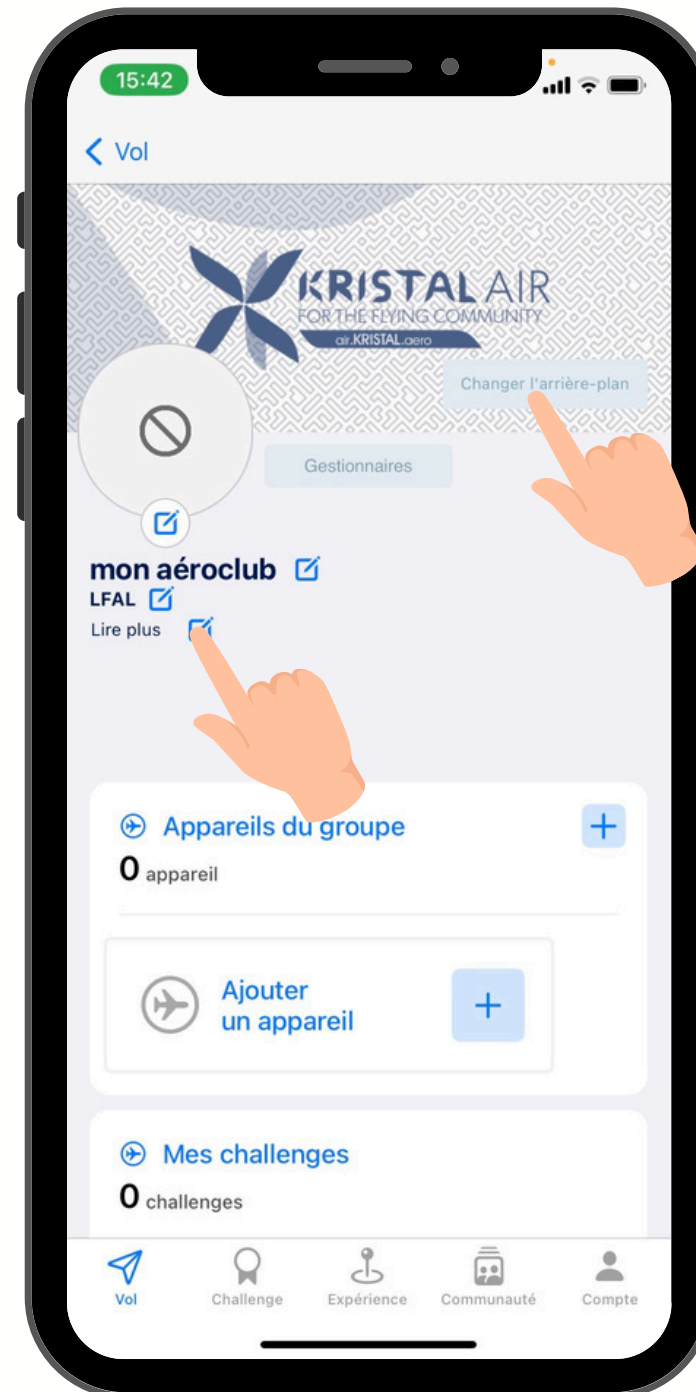 15:42
Vol
KRISTAL AIR
FOR THE FLYING COMMUNITY
air.KRISTAL.aero
Changer l'arrière-plan
Gestionnaires
mon aéroclub
LFAL
Lire plus
Appareils du groupe
0 appareil
Ajouter
un appareil
Mes challenges
0 challenges
Vol Challenge Expérience Communauté Compte